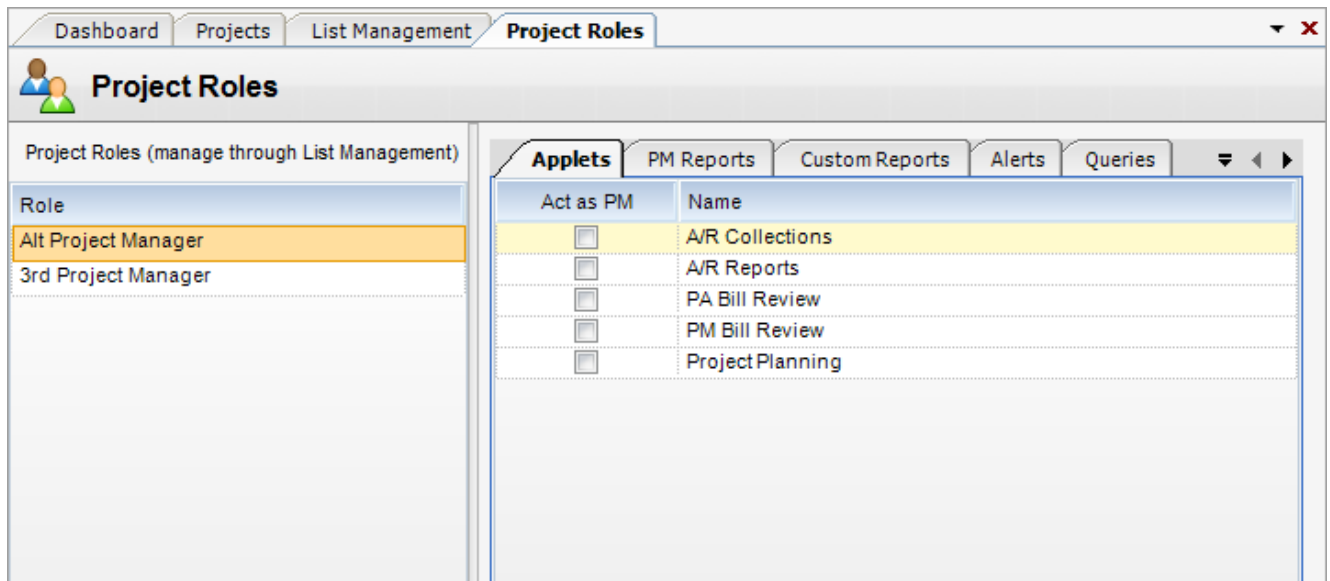 Dashboard Projects List Management Project Roles
Project Roles
Project Roles (manage through List Management)
Role
Alt Project Manager
3rd Project Manager
Applets PM Reports Custom Reports Alerts Queries
Act as PM Name
A/R Collections
A/R Reports
PA Bill Review
PM Bill Review
Project Planning